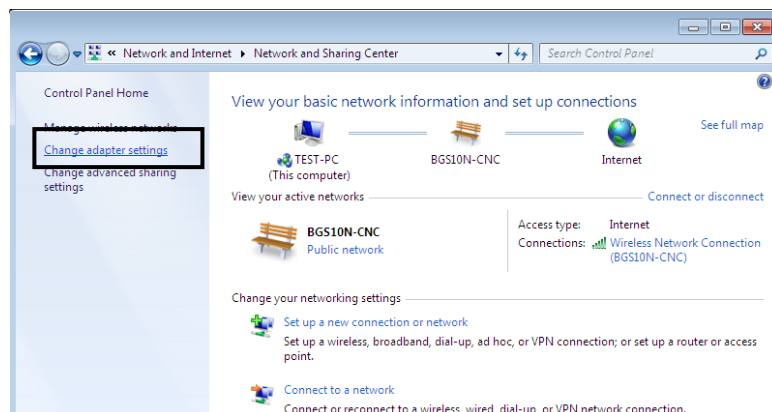 « Network and Internet ▸ Network and Sharing Center
Search Control Panel
Control Panel Home
Manage wireless networks
Change adapter settings
Change advanced sharing
settings
View your basic network information and set up connections
See full map
TEST-PC
(This computer)
BGS10N-CNC
Internet
View your active networks
Connect or disconnect
BGS10N-CNC
Public network
Access type: Internet
Connections: Wireless Network Connection
(BGS10N-CNC)
Change your networking settings
Set up a new connection or network
Set up a wireless, broadband, dial-up, ad hoc, or VPN connection; or set up a router or access
point.
Connect to a network
Connect or reconnect to a wireless, wired, dial-up, or VPN network connection.